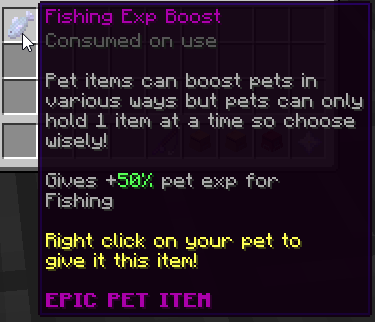 Fishing Exp Boost
Consumed on use
Pet items can boost pets in
various ways but pets can only
hold 1 item at a time so choose
wisely!
Gives +50% pet exp for
Fishing
Right click on your pet to
give it this item!
EPIC PET ITEM